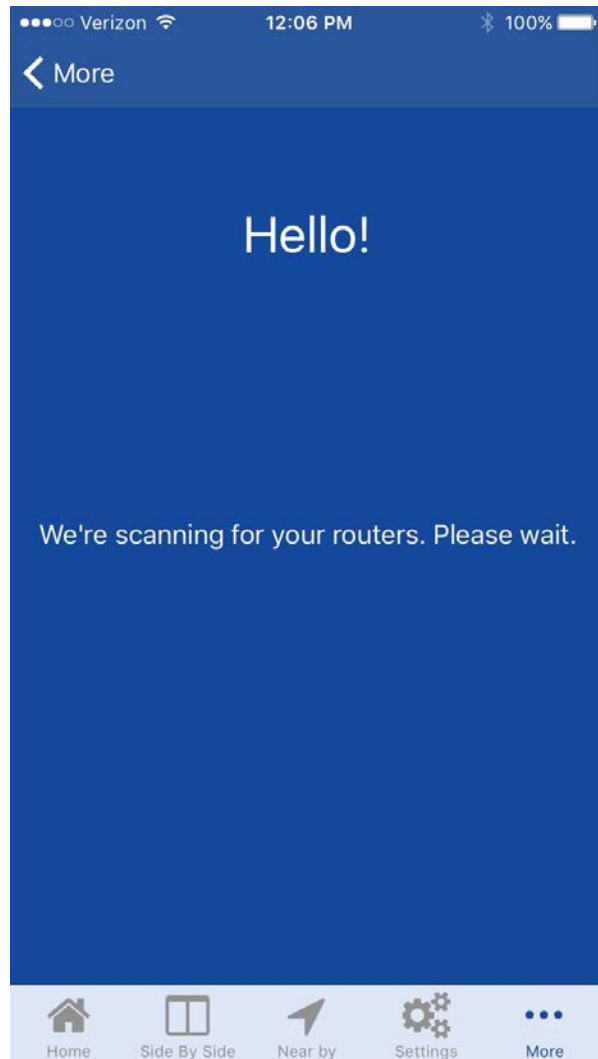 Verizon 12:06 PM 100%
More
Hello!
We're scanning for your routers. Please wait.
Home Side By Side Near by Settings More